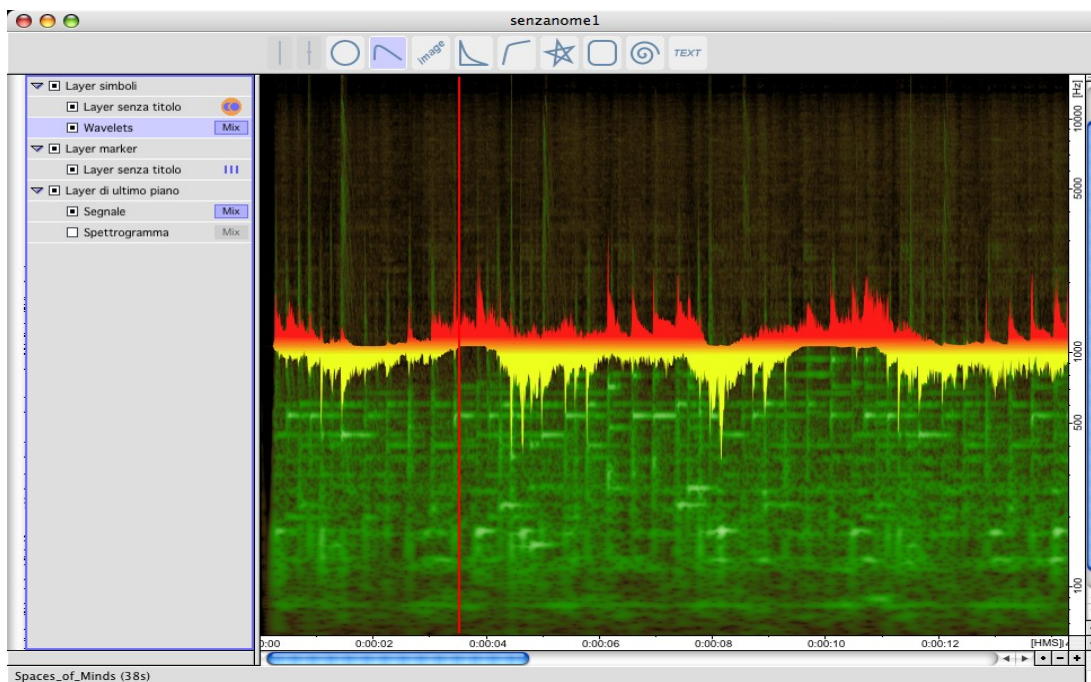 senzanome1
image
TEXT
Layer simboli
Layer senza titolo
Wavelets Mix
Layer marker
Layer senza titolo
Layer di ultimo piano
Segnale Mix
Spettrogramma Mix
[Hz]
10000
5000
1000
500
100
0:00 0:00:02 0:00:04 0:00:06 0:00:08 0:00:10 0:00:12 [HMS]
Spaces_of_Minds (38s)